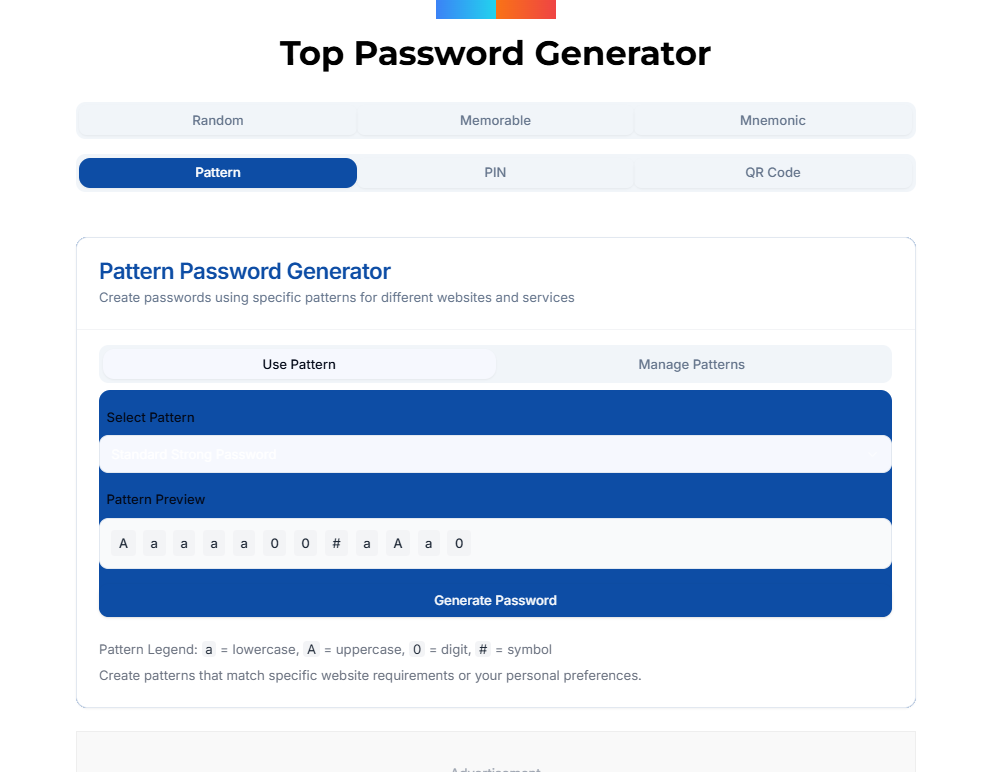 Top Password Generator
Random Memorable Mnemonic
Pattern PIN QR Code
Pattern Password Generator
Create passwords using specific patterns for different websites and services
Use Pattern Manage Patterns
Select Pattern
Standard Strong Password
Pattern Preview
A a a a a 0 0 # a A a 0
Generate Password
Pattern Legend: a = lowercase, A = uppercase, 0 = digit, # = symbol
Create patterns that match specific website requirements or your personal preferences.
Advertisement